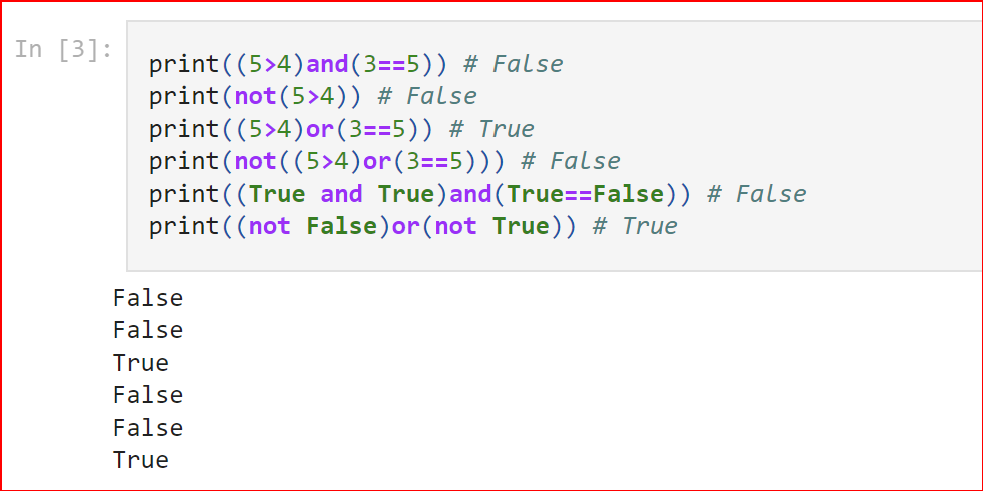 In [3]:
print((5>4)and(3==5)) # False
print(not(5>4)) # False
print((5>4)or(3==5)) # True
print(not((5>4)or(3==5))) # False
print((True and True)and(True==False)) # False
print((not False)or(not True)) # True
False
False
True
False
False
True